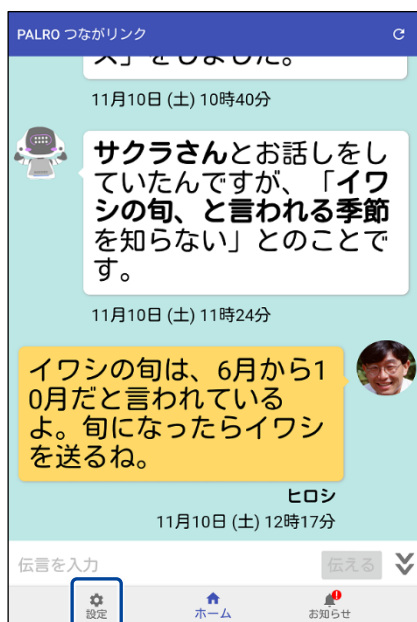 PALRO つながリンク
ス」をしました。
11月10日 (土) 10時40分
サクラさんとお話しをし
ていたんですが、「イワ
シの旬、と言われる季節
を知らない」とのことで
す。
11月10日 (土) 11時24分
イワシの旬は、6月から1
0月だと言われている
よ。旬になったらイワシ
を送るね。
ヒロシ
11月10日 (土) 12時17分
伝言を入力
伝える
設定
ホーム
お知らせ